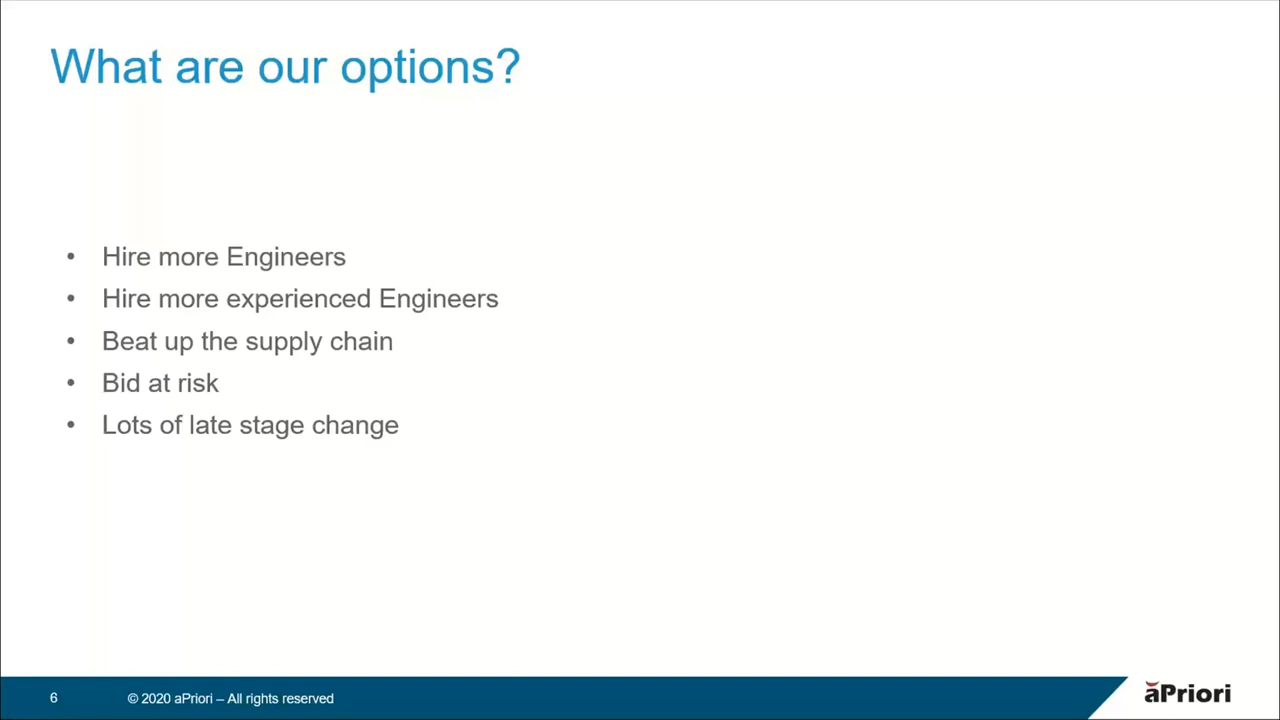 What are our options?
• Hire more Engineers
• Hire more experienced Engineers
• Beat up the supply chain
• Bid at risk
• Lots of late stage change
6
© 2020 aPriori – All rights reserved
aPriori